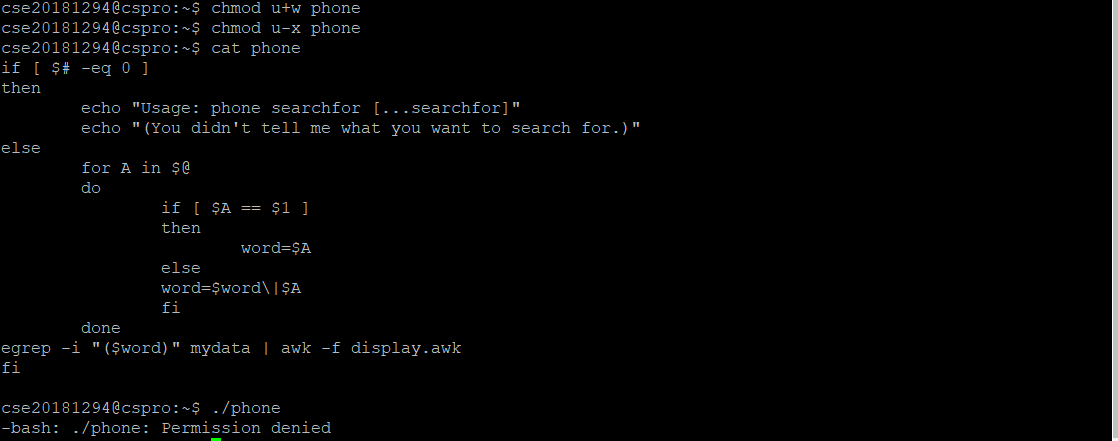 cse20181294@cspro:~$ chmod u+w phone
cse20181294@cspro:~$ chmod u-x phone
cse20181294@cspro:~$ cat phone
if [ $# -eq 0 ]
then
        echo "Usage: phone searchfor [...searchfor]"
        echo "(You didn't tell me what you want to search for.)"
else
        for A in $@
        do
                if [ $A == $1 ]
                then
                        word=$A
                else
                word=$word\|$A
                fi
        done
egrep -i "($word)" mydata | awk -f display.awk
fi

cse20181294@cspro:~$ ./phone
-bash: ./phone: Permission denied